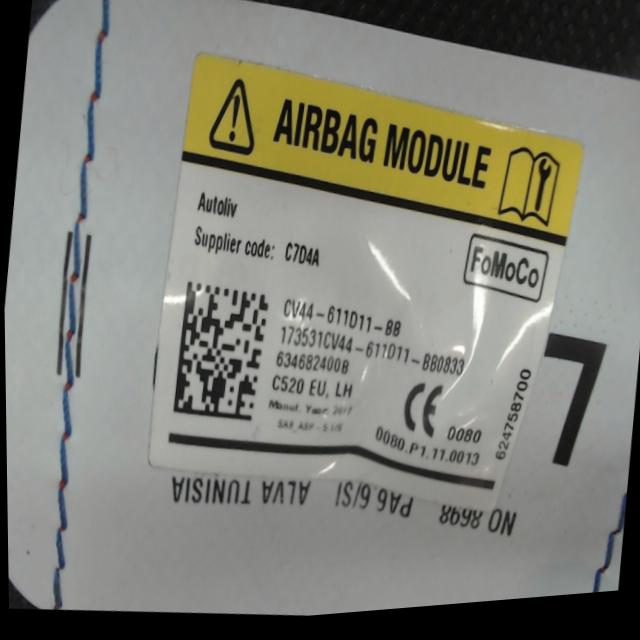 AIRBAG MODULE
Autoliv
Supplier code: C7D4A
FoMoCo
CV44-611D11-BB
173531CV44-611D11-BB0833
634682400B
C520 EU, LH
Manuf. Year 2017
CE 0080
0080.P1.11.0013
624758700
7
NO 8698 PA6.6/SI ALVA TUNISIA